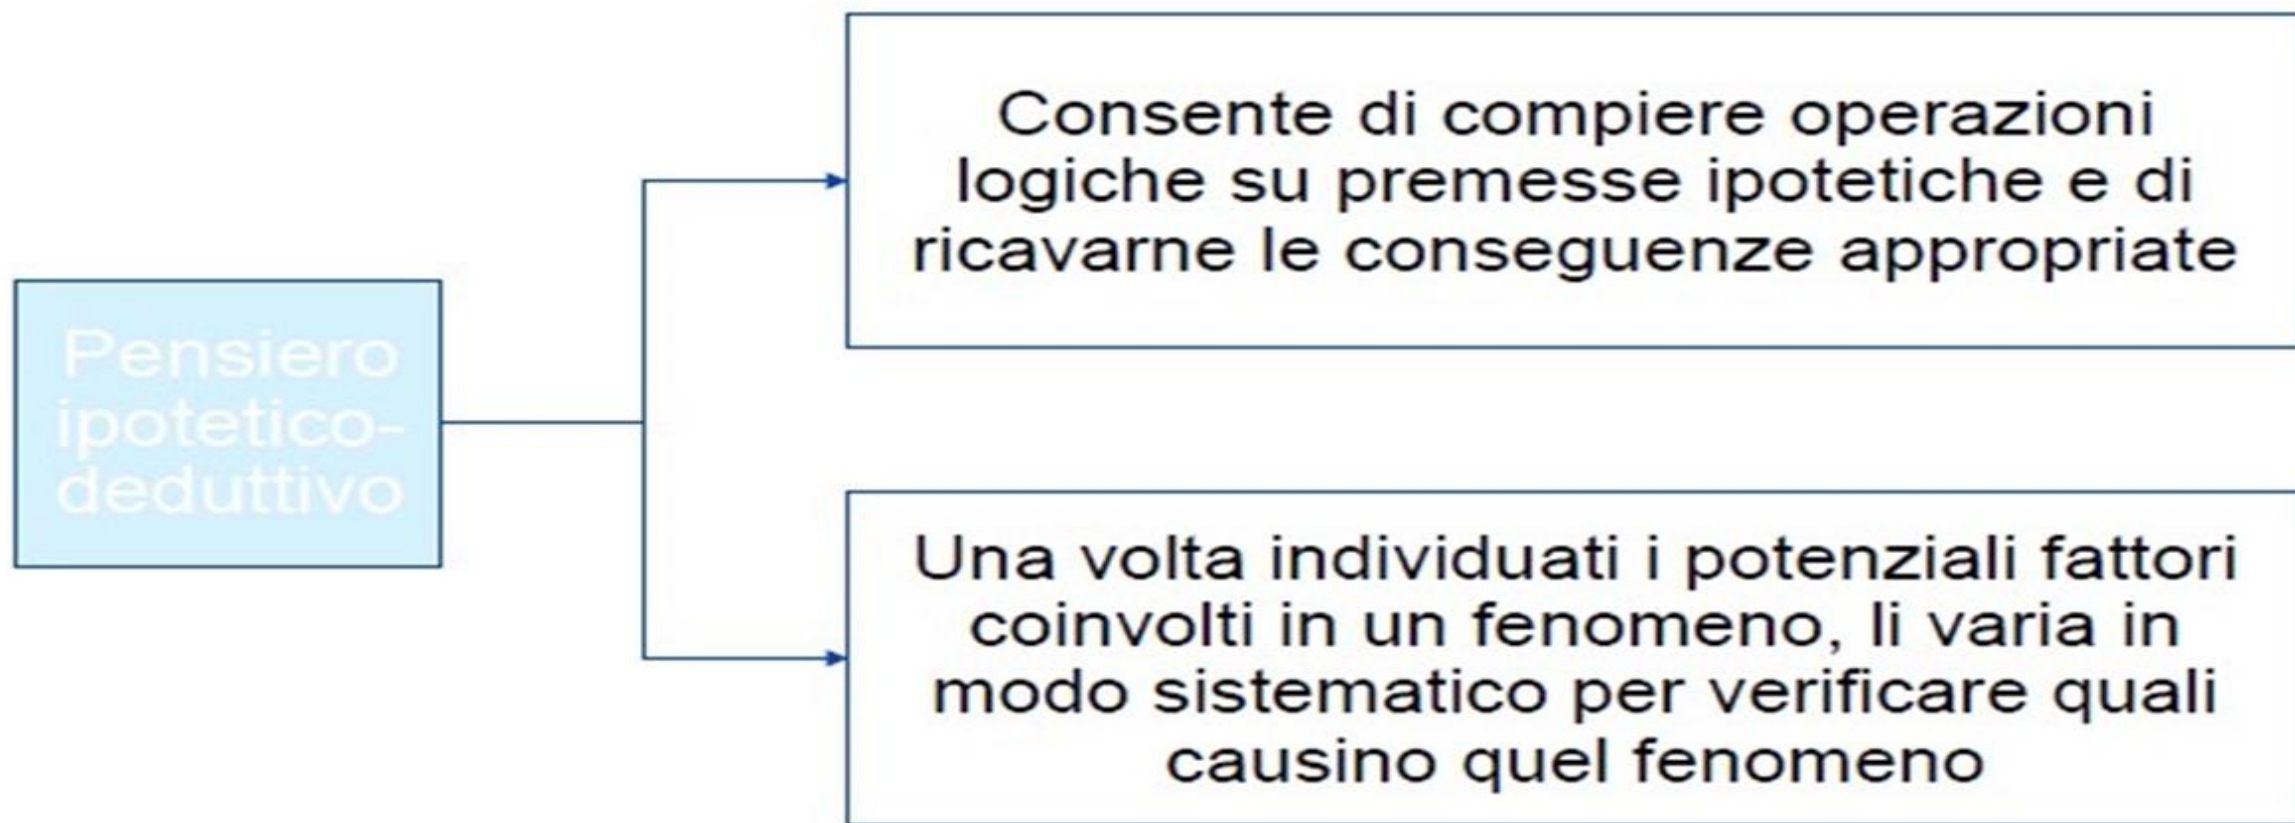 Pensiero
ipotetico-
deduttivo
Consente di compiere operazioni
logiche su premesse ipotetiche e di
ricavarne le conseguenze appropriate
Una volta individuati i potenziali fattori
coinvolti in un fenomeno, li varia in
modo sistematico per verificare quali
causino quel fenomeno